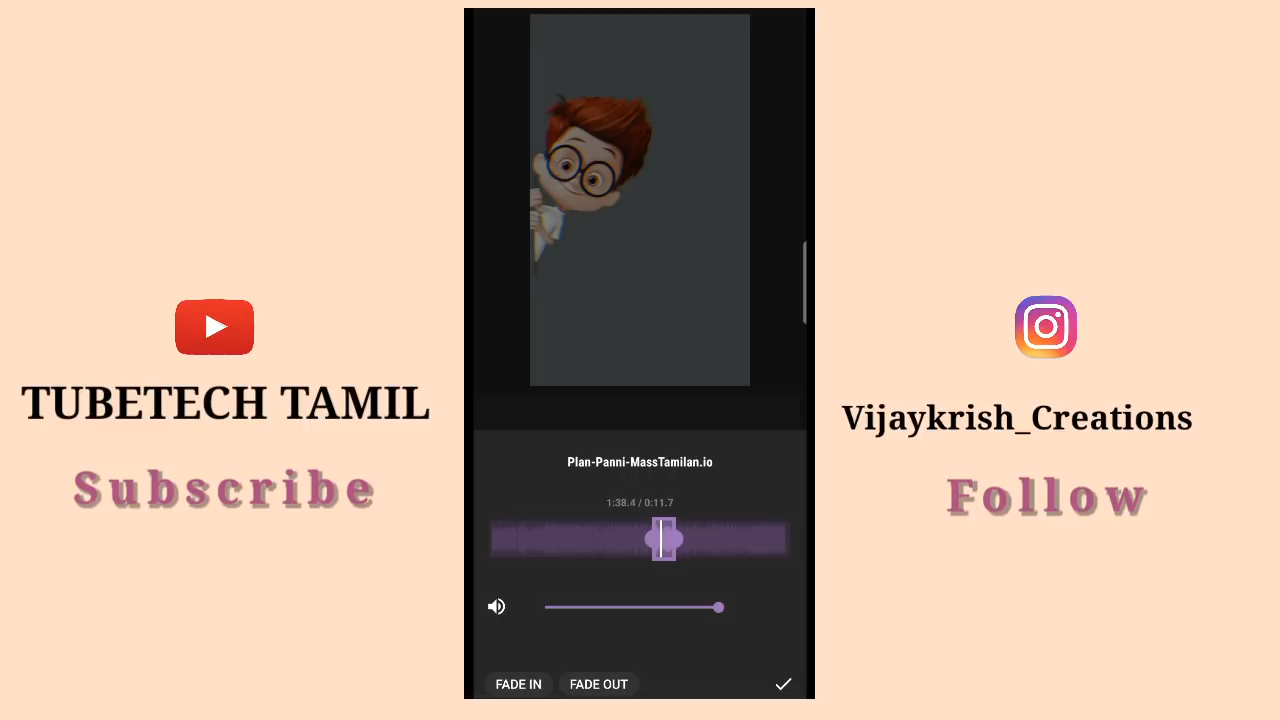 TUBETECH TAMIL
Subscribe
Plan-Panni-MassTamilan.io
1:38.4 / 0:11.7
FADE IN
FADE OUT
Vijaykrish_Creations
Follow